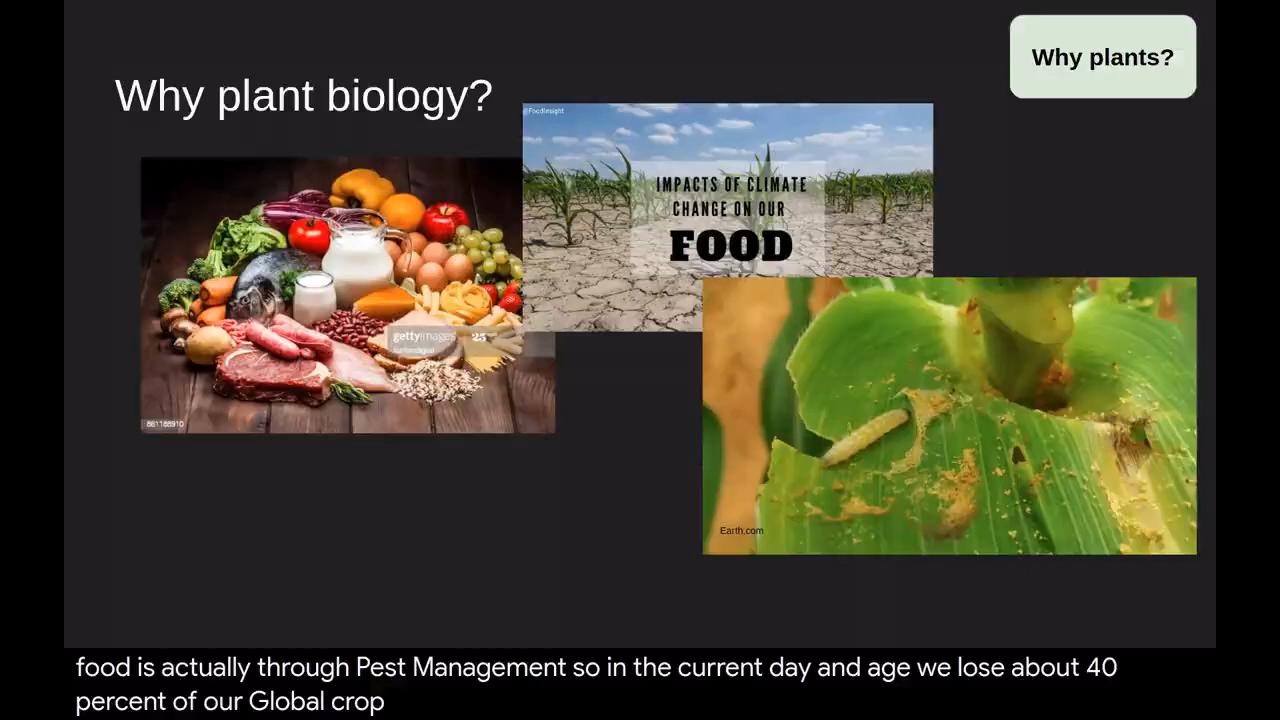 Why plants?
Why plant biology?
@FoodInsight
IMPACTS OF CLIMATE
CHANGE ON OUR
FOOD
gettyimages
861188910
Earth.com
food is actually through Pest Management so in the current day and age we lose about 40
percent of our Global crop